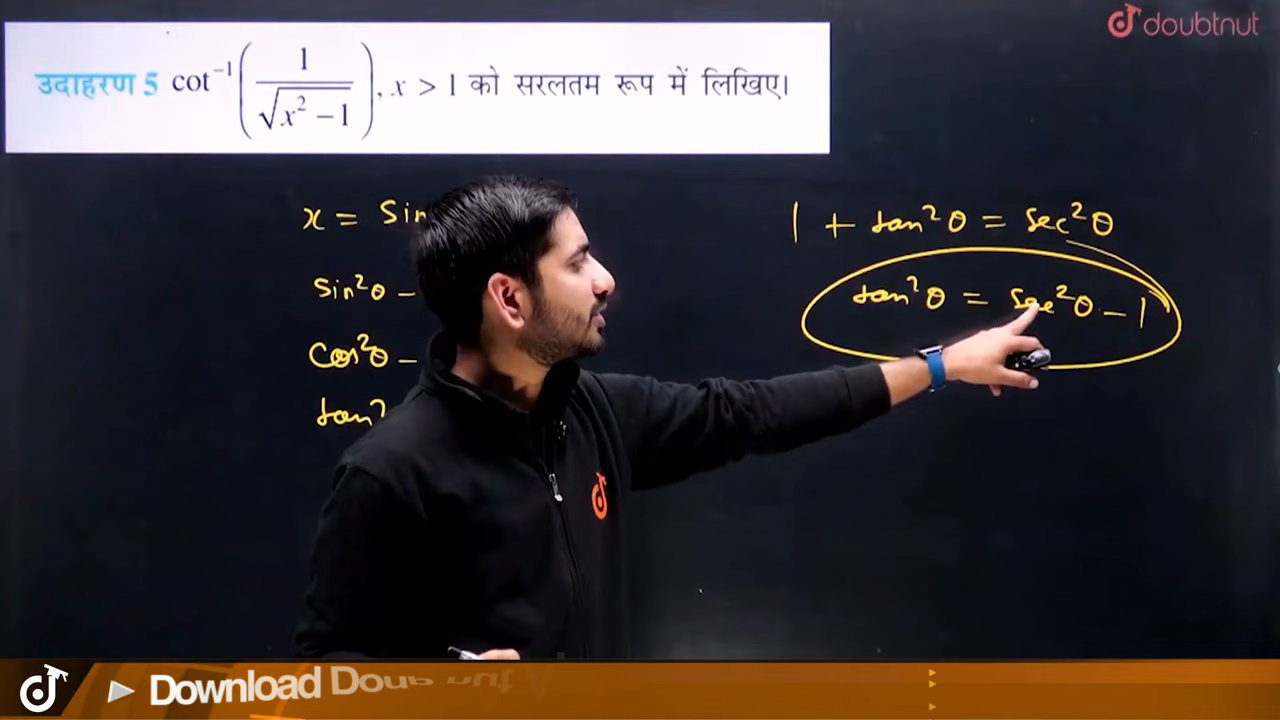 doubtnut
उदाहरण 5 cot⁻¹(1/√(x² − 1)), x > 1 को सरलतम रूप में लिखिए।
x = Sin
1 + tan²θ = sec²θ
sin²θ −
tan²θ = sec²θ − 1
cos²θ −
tan²
Download